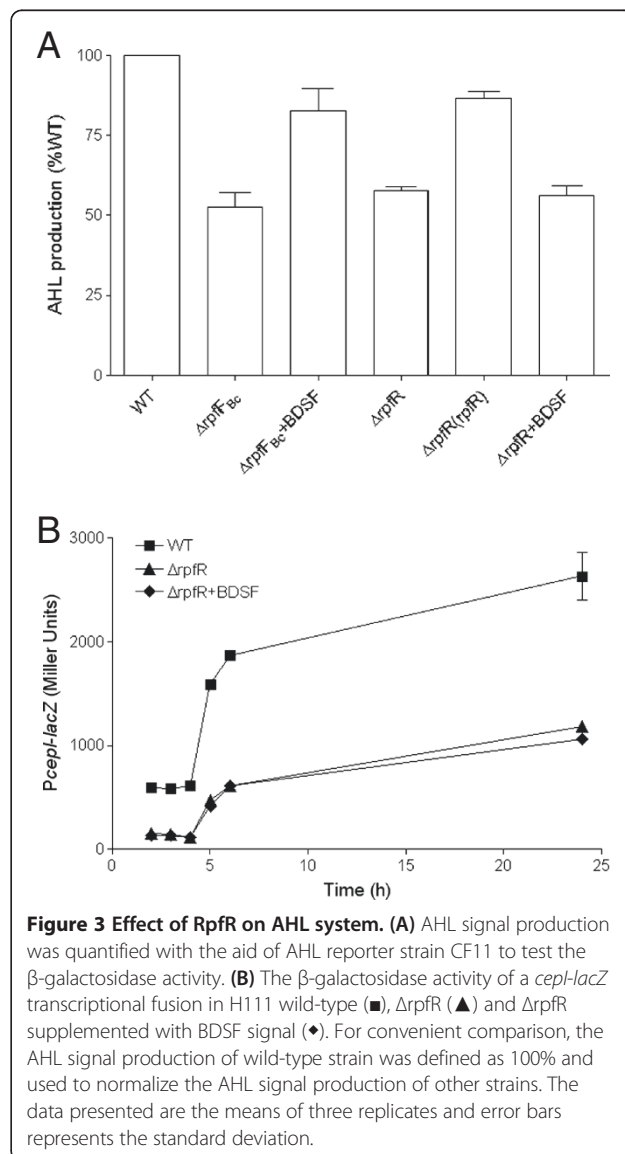 A
AHL production (%WT)
100
75
50
25
0
WT
ΔrpfF_Bc
ΔrpfF_Bc+BDSF
ΔrpfR
ΔrpfR(rpfR)
ΔrpfR+BDSF
B
PcepI-lacZ (Miller Units)
3000
2000
1000
0
WT
ΔrpfR
ΔrpfR+BDSF
0 5 10 15 20 25
Time (h)
Figure 3 Effect of RpfR on AHL system. (A) AHL signal production
was quantified with the aid of AHL reporter strain CF11 to test the
β-galactosidase activity. (B) The β-galactosidase activity of a cepI-lacZ
transcriptional fusion in H111 wild-type (■), ΔrpfR (▲) and ΔrpfR
supplemented with BDSF signal (◆). For convenient comparison, the
AHL signal production of wild-type strain was defined as 100% and
used to normalize the AHL signal production of other strains. The
data presented are the means of three replicates and error bars
represents the standard deviation.